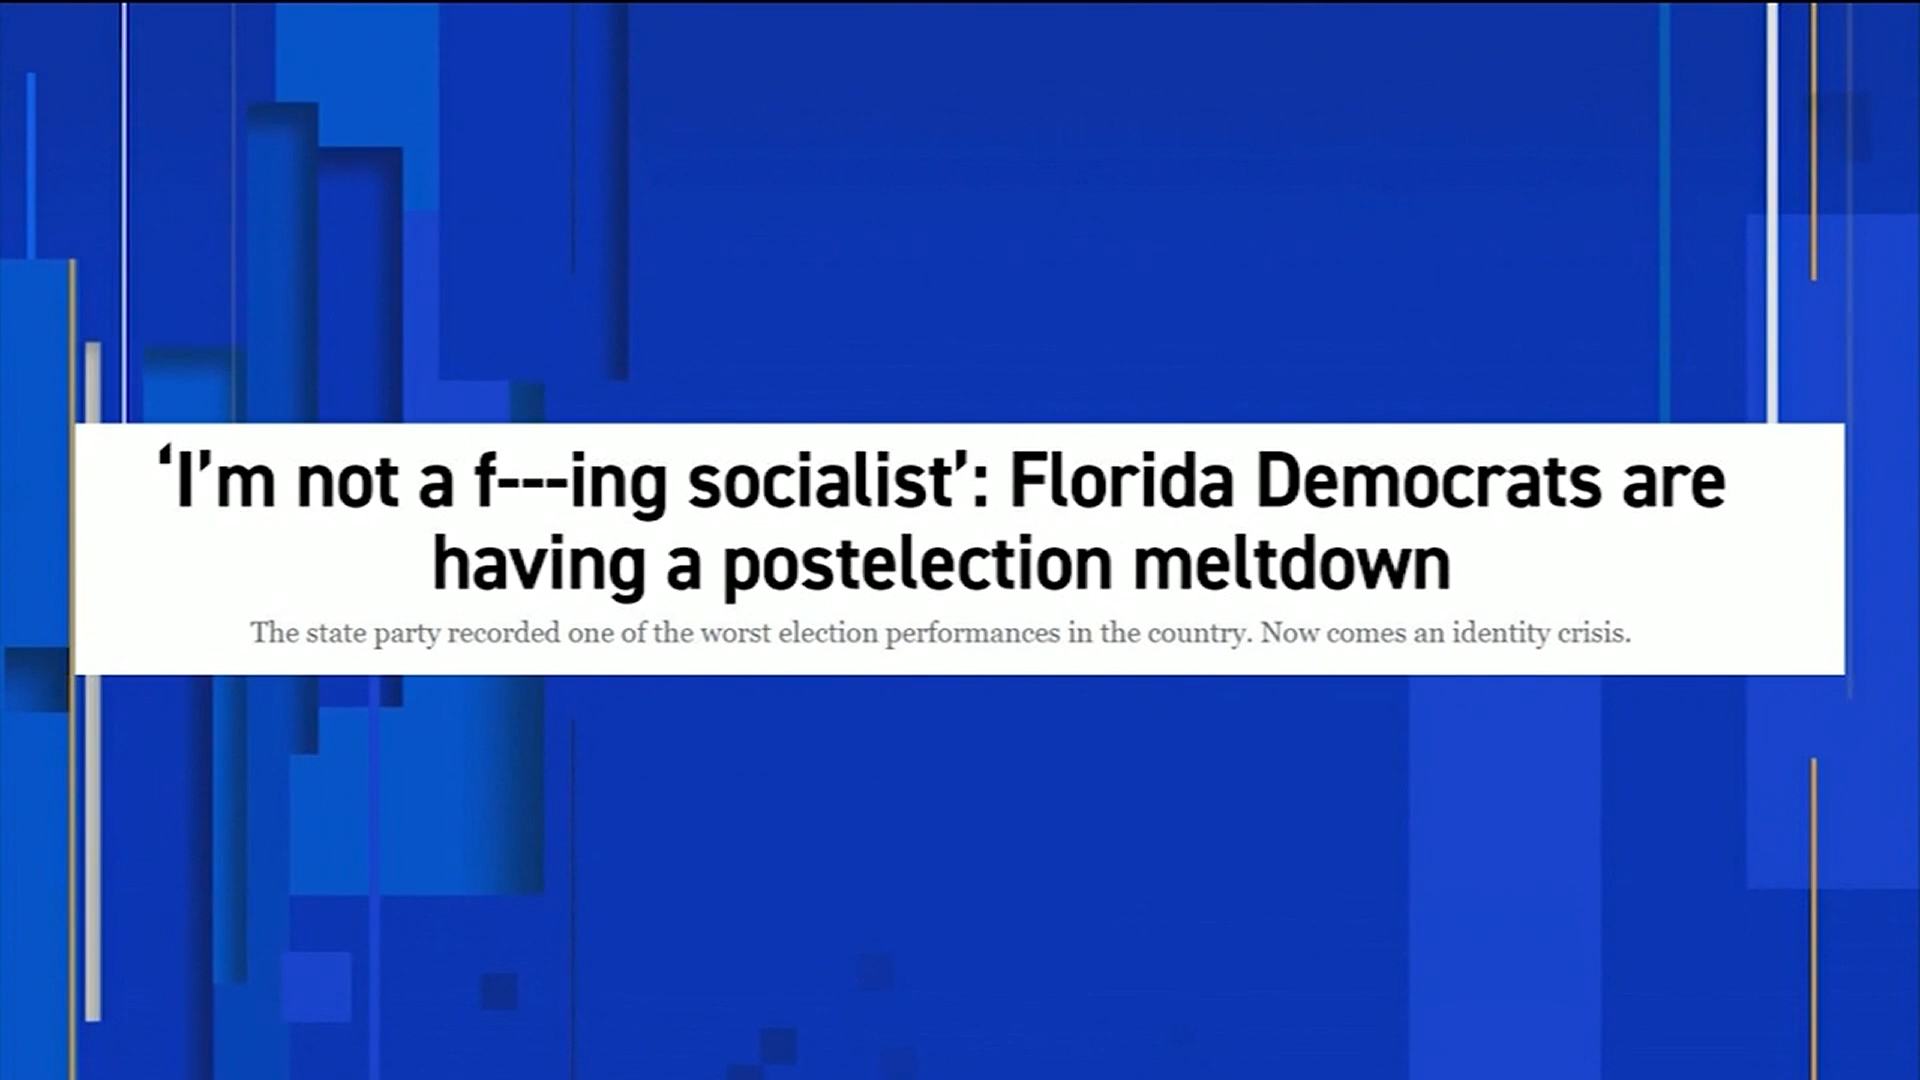 ‘I’m not a f---ing socialist’: Florida Democrats are
having a postelection meltdown
The state party recorded one of the worst election performances in the country. Now comes an identity crisis.